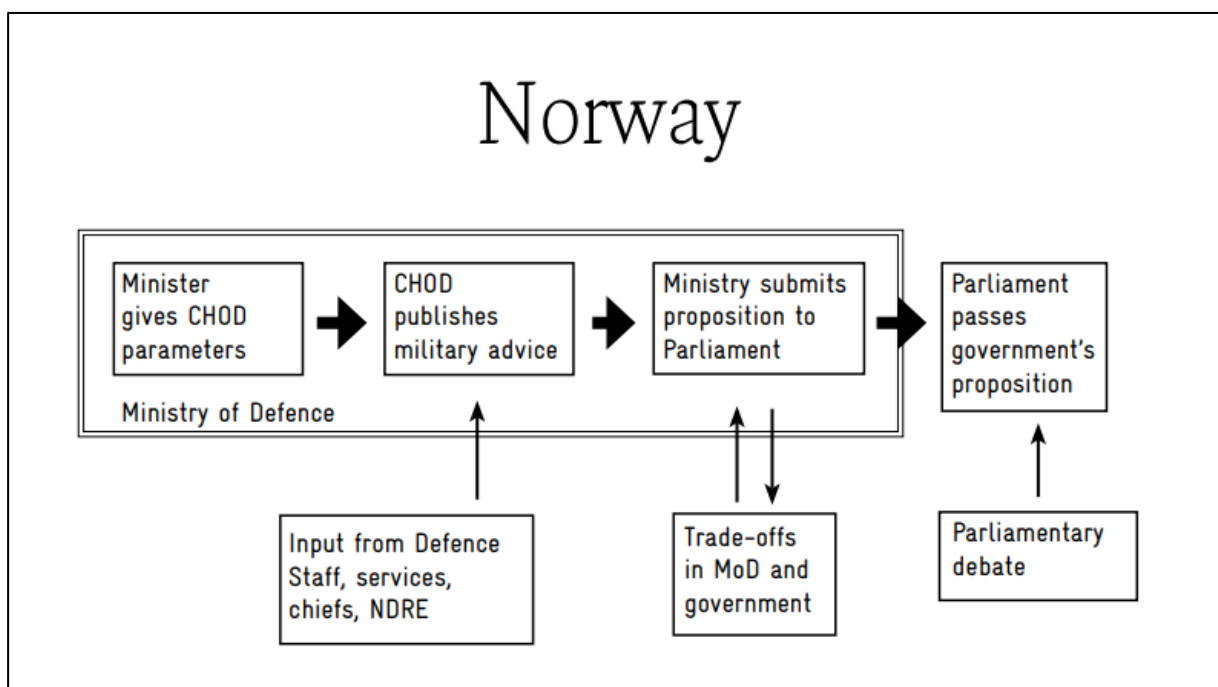 Norway
Minister
gives CHOD
parameters
CHOD
publishes
military advice
Ministry submits
proposition to
Parliament
Parliament
passes
government's
proposition
Ministry of Defence
Input from Defence
Staff, services,
chiefs, NDRE
Trade-offs
in MoD and
government
Parliamentary
debate